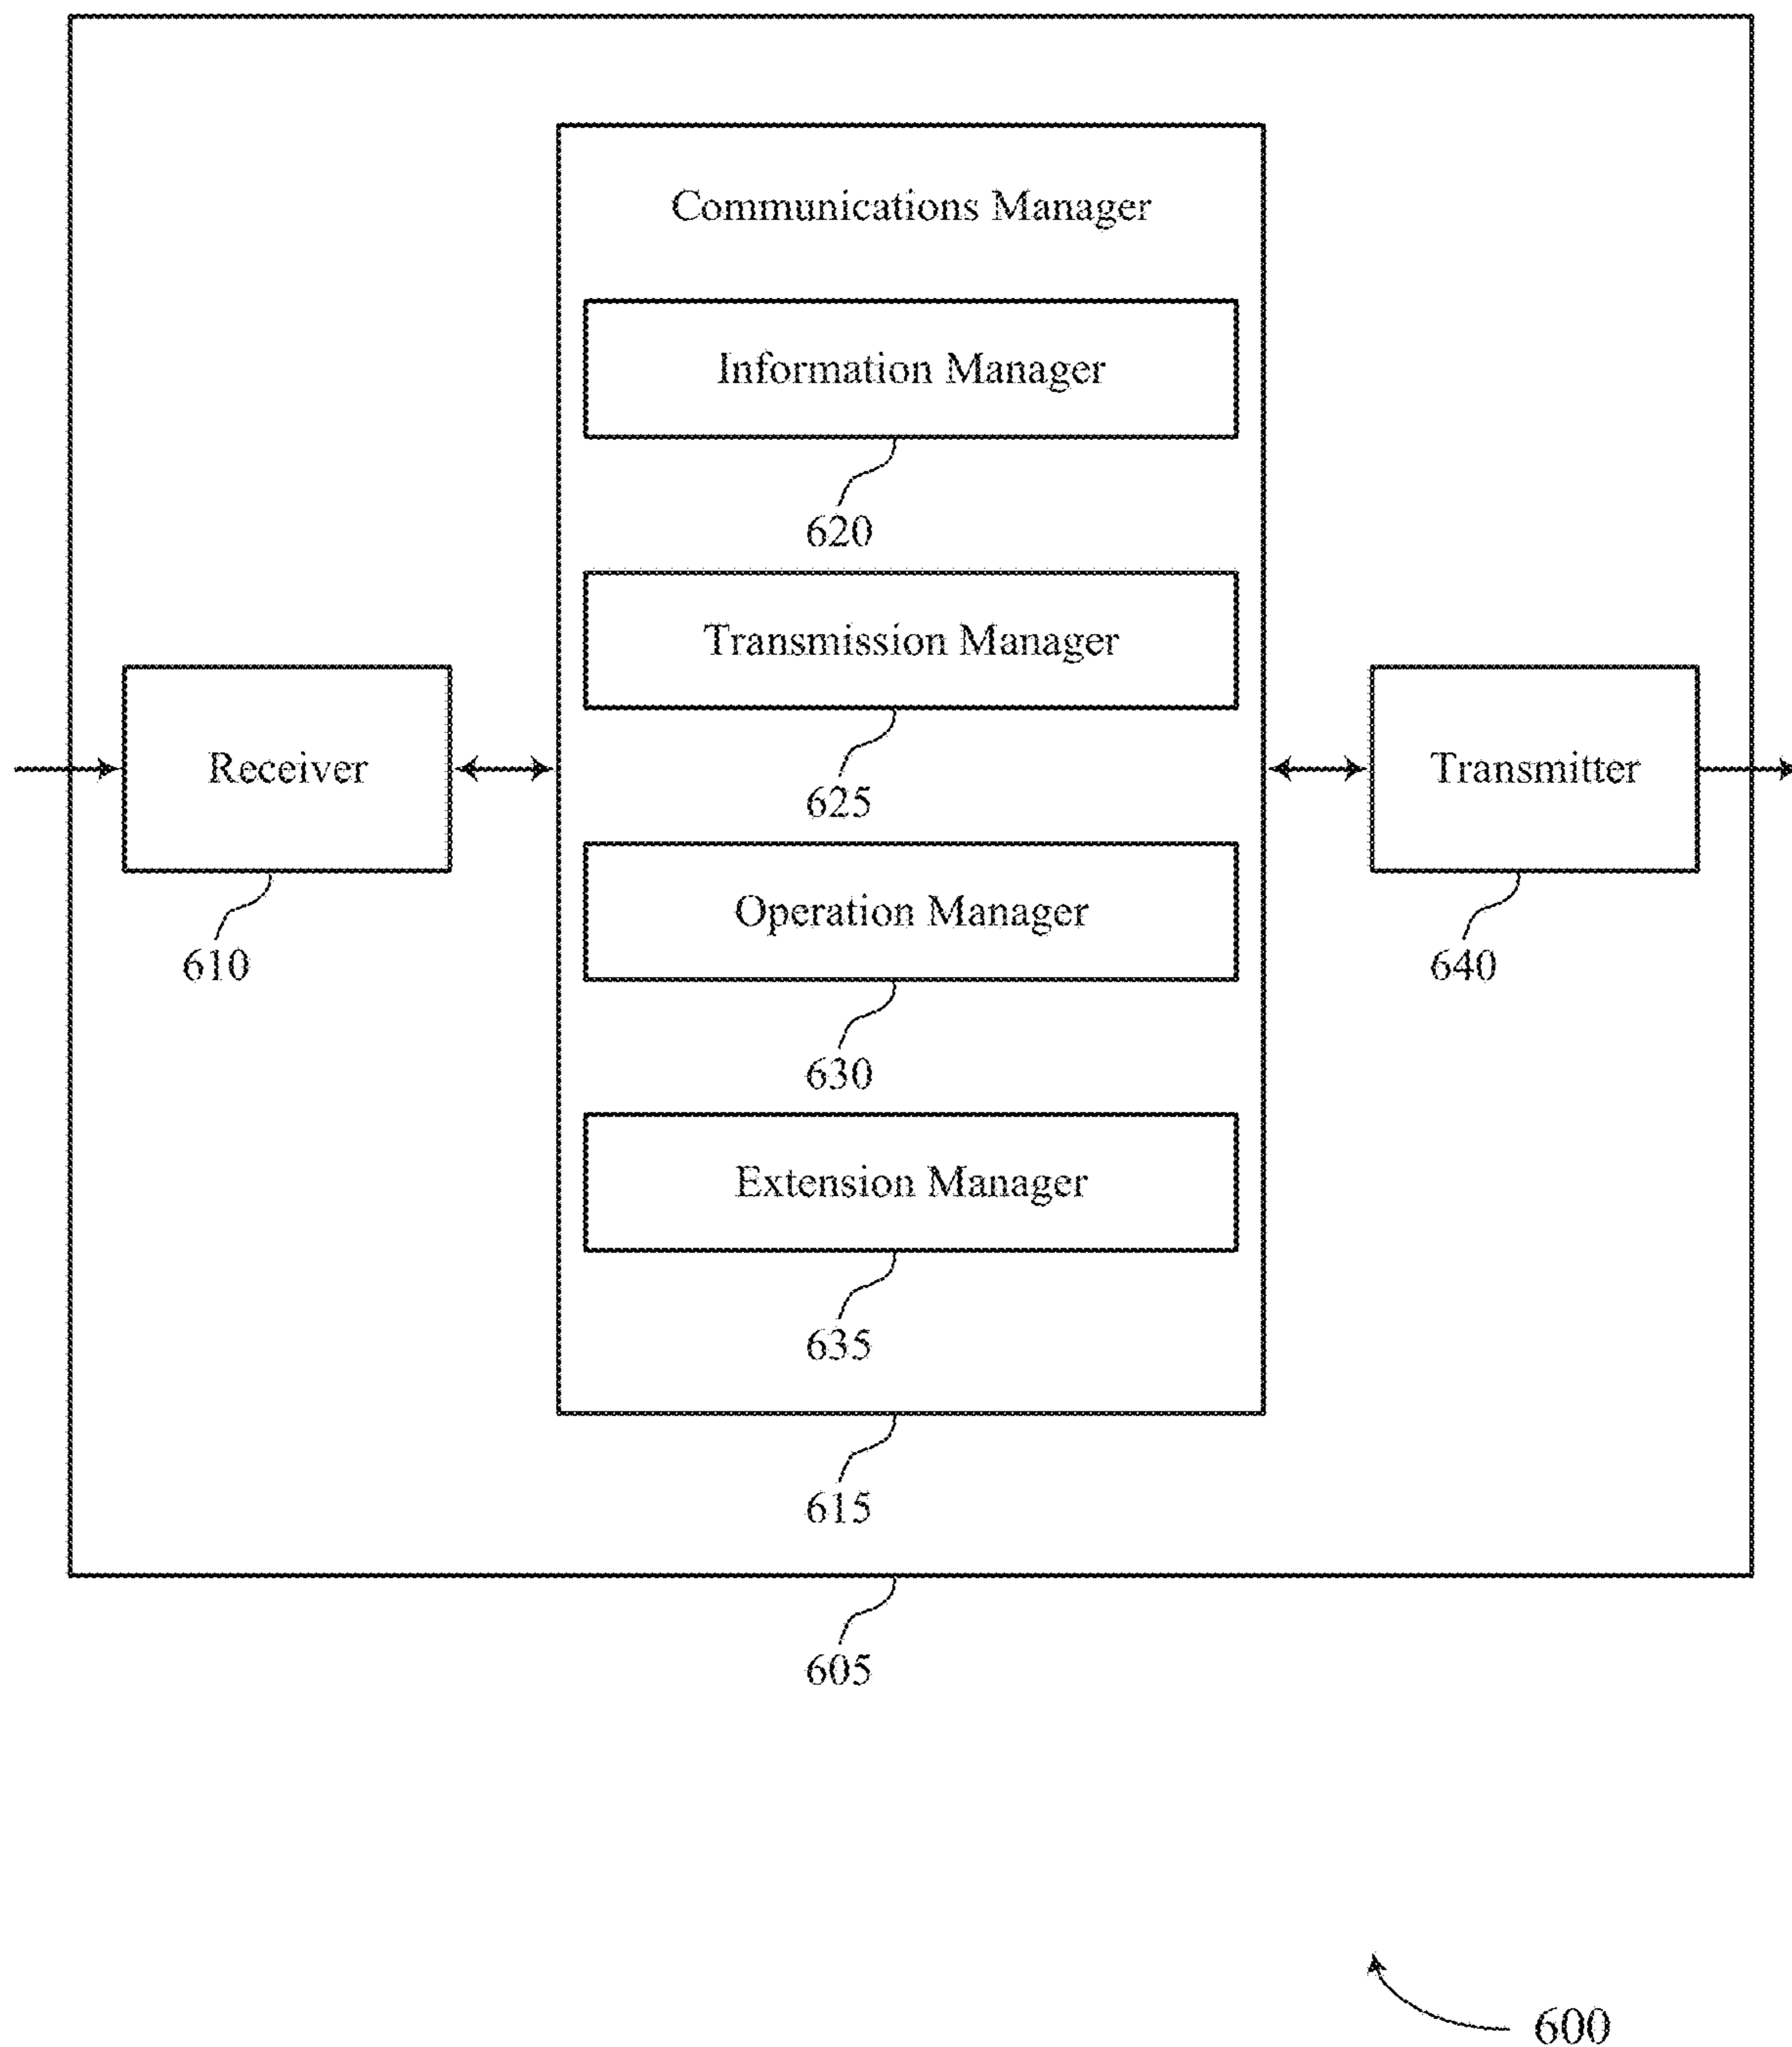 Communications Manager
Information Manager
620
Transmission Manager
625
Receiver
610
Transmitter
640
Operation Manager
630
Extension Manager
635
615
605
600